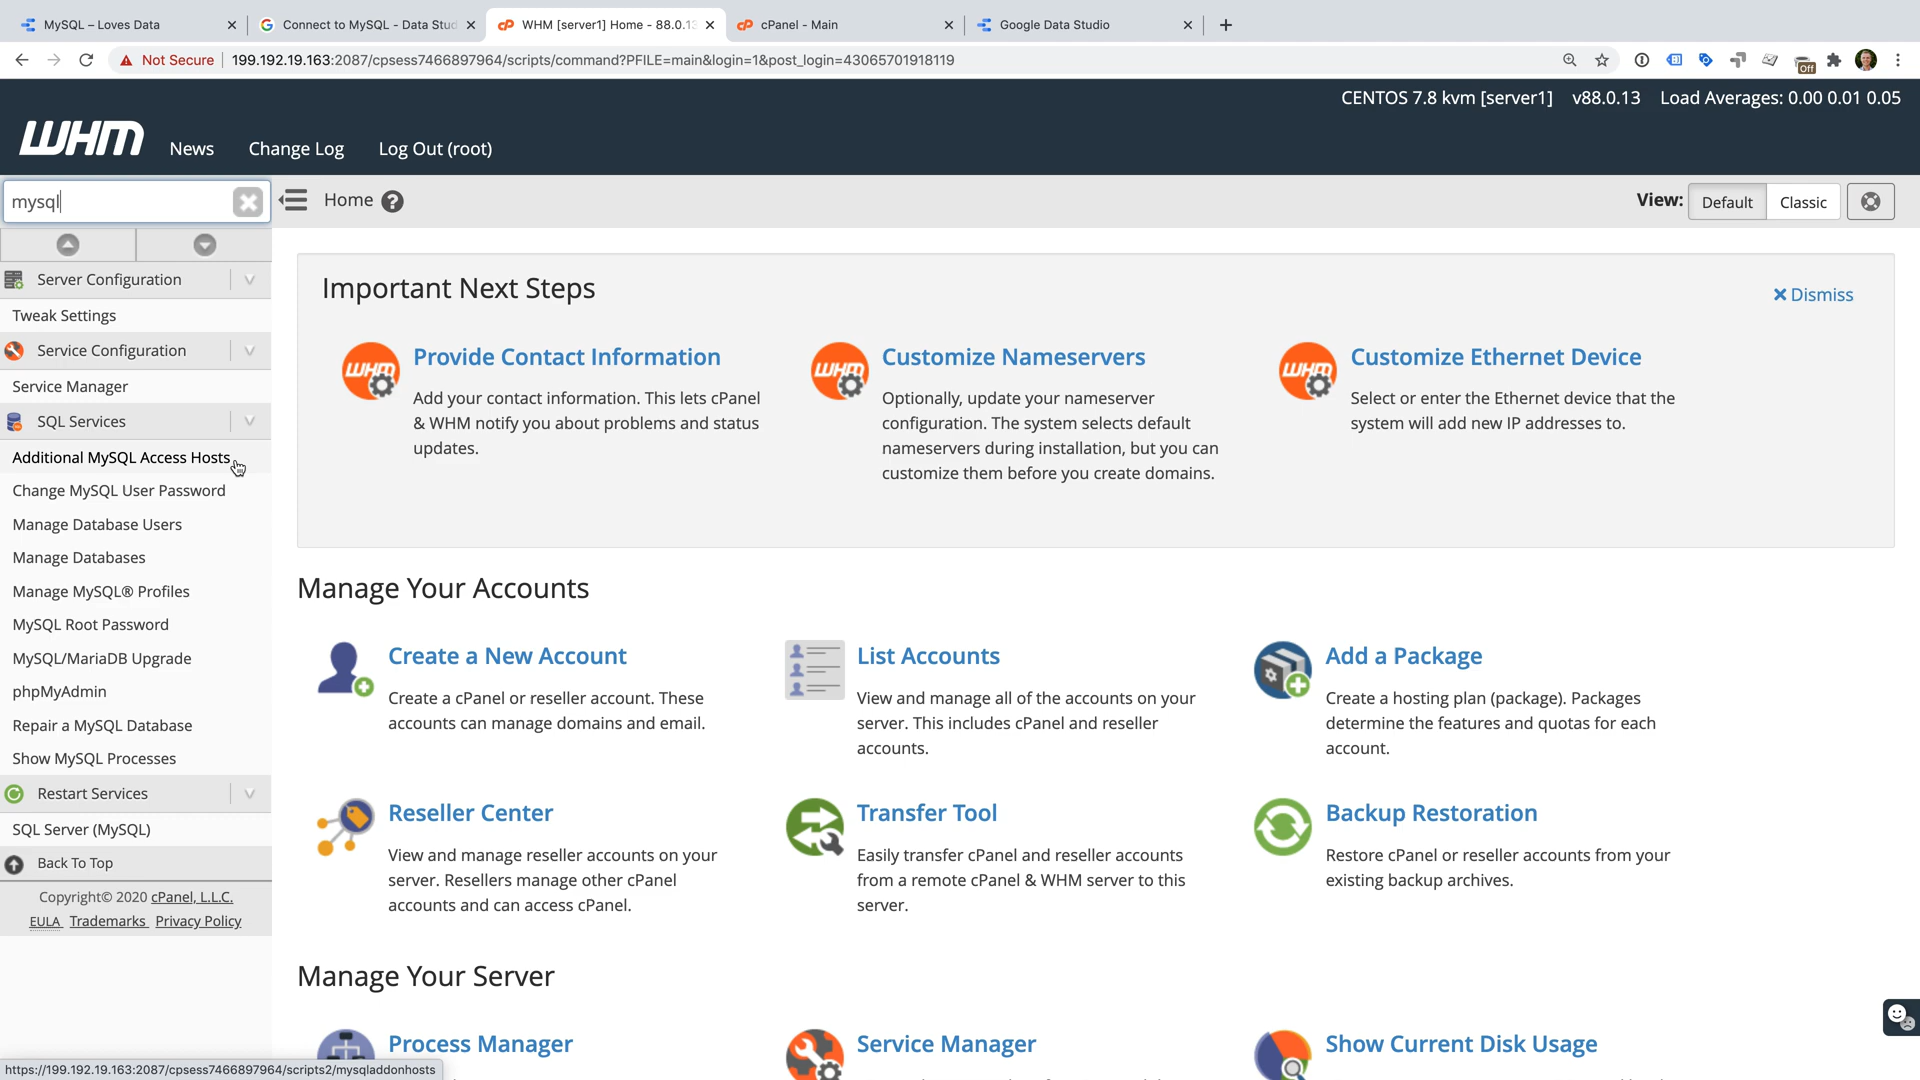 MySQL – Loves Data
Connect to MySQL - Data Stud
WHM [server1] Home - 88.0.13
cPanel - Main
Google Data Studio
Not Secure
199.192.19.163:2087/cpsess7466897964/scripts/command?PFILE=main&login=1&post_login=43065701918119
Off
CENTOS 7.8 kvm [server1] v88.0.13 Load Averages: 0.00 0.01 0.05
WHM
News
Change Log
Log Out (root)
mysql
Home
View:
Default
Classic
Server Configuration
Tweak Settings
Service Configuration
Service Manager
SQL Services
Additional MySQL Access Hosts
Change MySQL User Password
Manage Database Users
Manage Databases
Manage MySQL® Profiles
MySQL Root Password
MySQL/MariaDB Upgrade
phpMyAdmin
Repair a MySQL Database
Show MySQL Processes
Restart Services
SQL Server (MySQL)
Back To Top
Copyright© 2020 cPanel, L.L.C.
EULA Trademarks Privacy Policy
Important Next Steps
Dismiss
WHM
Provide Contact Information
Add your contact information. This lets cPanel
& WHM notify you about problems and status
updates.
WHM
Customize Nameservers
Optionally, update your nameserver
configuration. The system selects default
nameservers during installation, but you can
customize them before you create domains.
WHM
Customize Ethernet Device
Select or enter the Ethernet device that the
system will add new IP addresses to.
Manage Your Accounts
Create a New Account
Create a cPanel or reseller account. These
accounts can manage domains and email.
List Accounts
View and manage all of the accounts on your
server. This includes cPanel and reseller
accounts.
Add a Package
Create a hosting plan (package). Packages
determine the features and quotas for each
account.
Reseller Center
View and manage reseller accounts on your
server. Resellers manage other cPanel
accounts and can access cPanel.
Transfer Tool
Easily transfer cPanel and reseller accounts
from a remote cPanel & WHM server to this
server.
Backup Restoration
Restore cPanel or reseller accounts from your
existing backup archives.
Manage Your Server
Process Manager
Service Manager
Show Current Disk Usage
https://199.192.19.163:2087/cpsess7466897964/scripts2/mysqladdonhosts